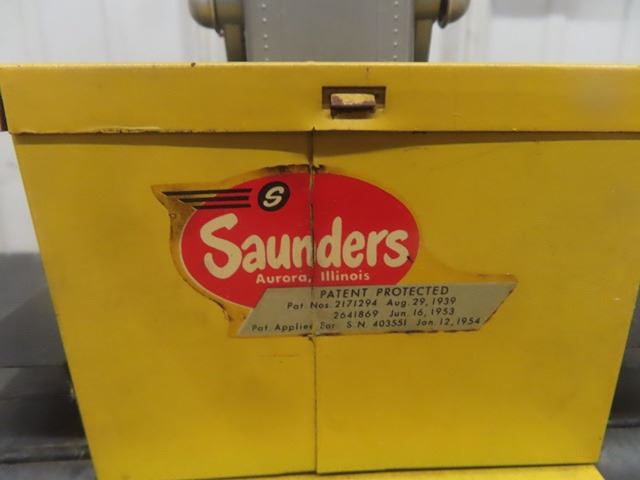 S
Saunders
Aurora, Illinois
PATENT PROTECTED
Pat. Nos. 2171294 Aug. 29, 1939
2641869 Jun. 16, 1953
Pat. Applied For S.N. 403551 Jan. 12, 1954